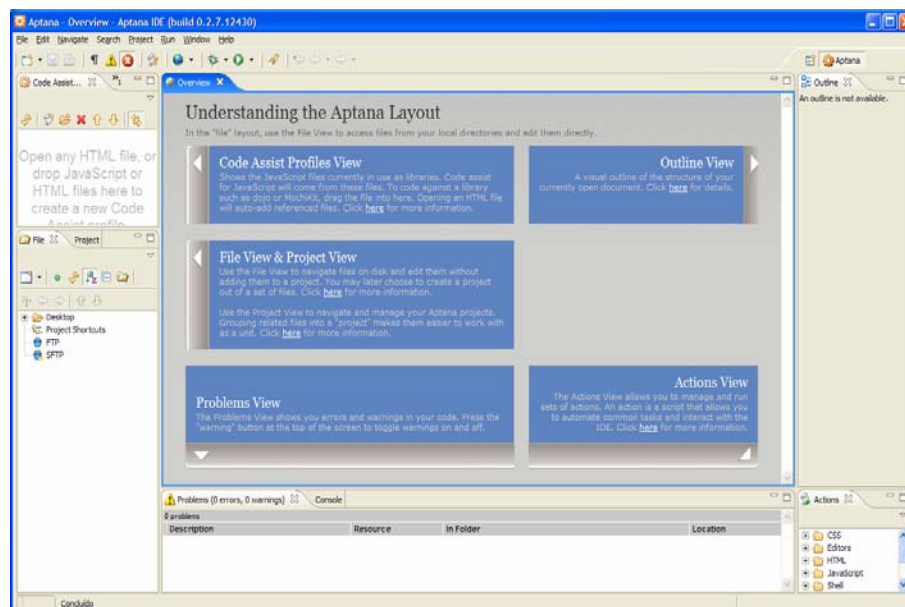 Aptana - Overview - Aptana IDE (build 0.2.7.12430)
File Edit Navigate Search Project Run Window Help
Aptana
Code Assist...
Overview
Outline
An outline is not available.
Open any HTML file, or
drop JavaScript or
HTML files here to
create a new Code
Assist profile
Understanding the Aptana Layout
In the "file" layout, use the File View to access files from your local directories and edit them directly.
Code Assist Profiles View
Shows the JavaScript files currently in use as libraries. Code assist
for JavaScript will come from these files. To code against a library
such as dojo or MochiKit, drag the file into here. Opening an HTML file
will auto-add referenced files. Click here for more information.
Outline View
A visual outline of the structure of your
currently open document. Click here for details.
File Project
Desktop
Project Shortcuts
FTP
SFTP
File View & Project View
Use the File View to navigate files on disk and edit them without
adding them to a project. You may later choose to create a project
out of a set of files. Click here for more information.
Use the Project View to navigate and manage your Aptana projects.
Grouping related files into a "project" makes them easier to work with
as a unit. Click here for more information.
Problems View
The Problems View shows you errors and warnings in your code. Press the
"warning" button at the top of the screen to toggle warnings on and off.
Actions View
The Actions View allows you to manage and run
sets of actions. An action is a script that allows you
to automate common tasks and interact with the
IDE. Click here for more information.
Problems (0 errors, 0 warnings) Console
0 problems
Description Resource In Folder Location
Actions
CSS
Editors
HTML
JavaScript
Shell
Concluído